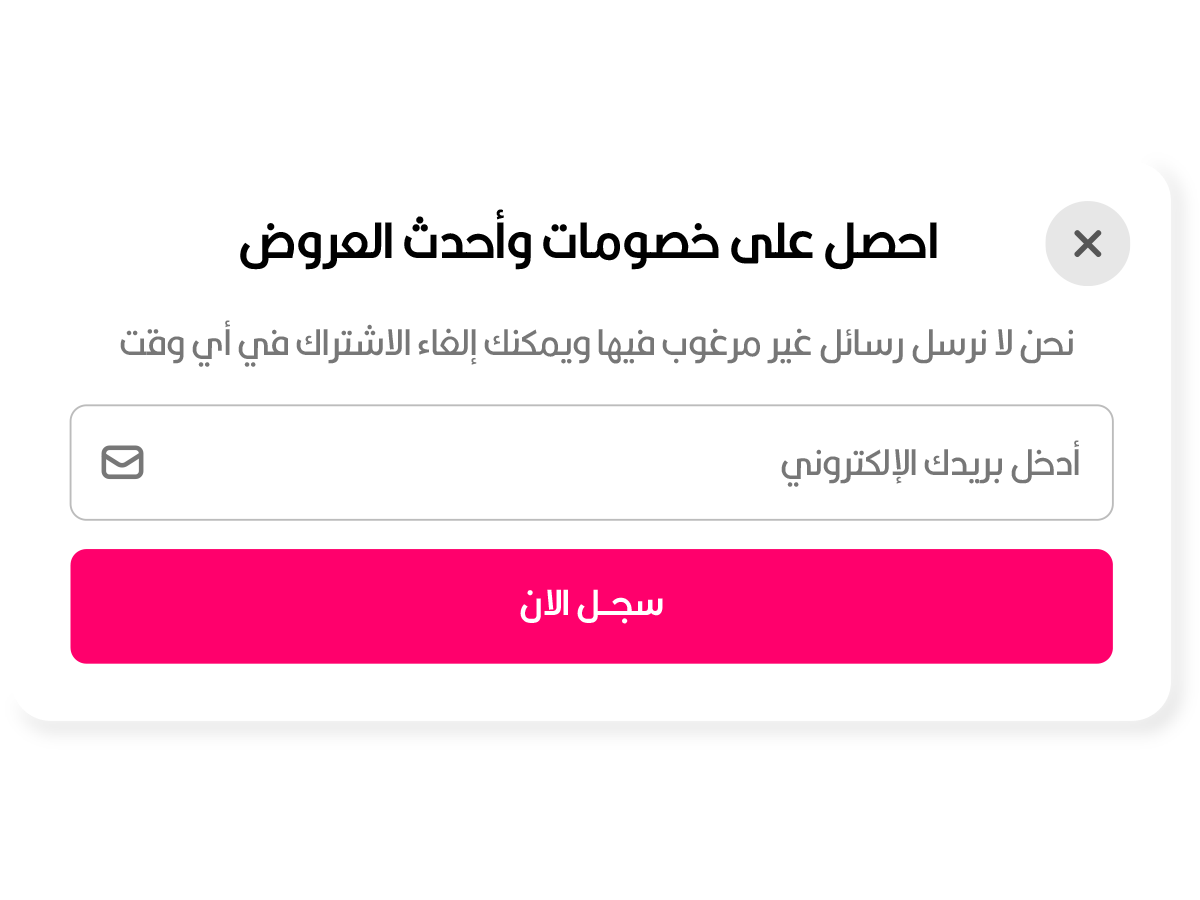 احصل على خصومات وأحدث العروض
نحن لا نرسل رسائل غير مرغوب فيها ويمكنك إلغاء الاشتراك في أي وقت
أدخل بريدك الإلكتروني
سجـل الان